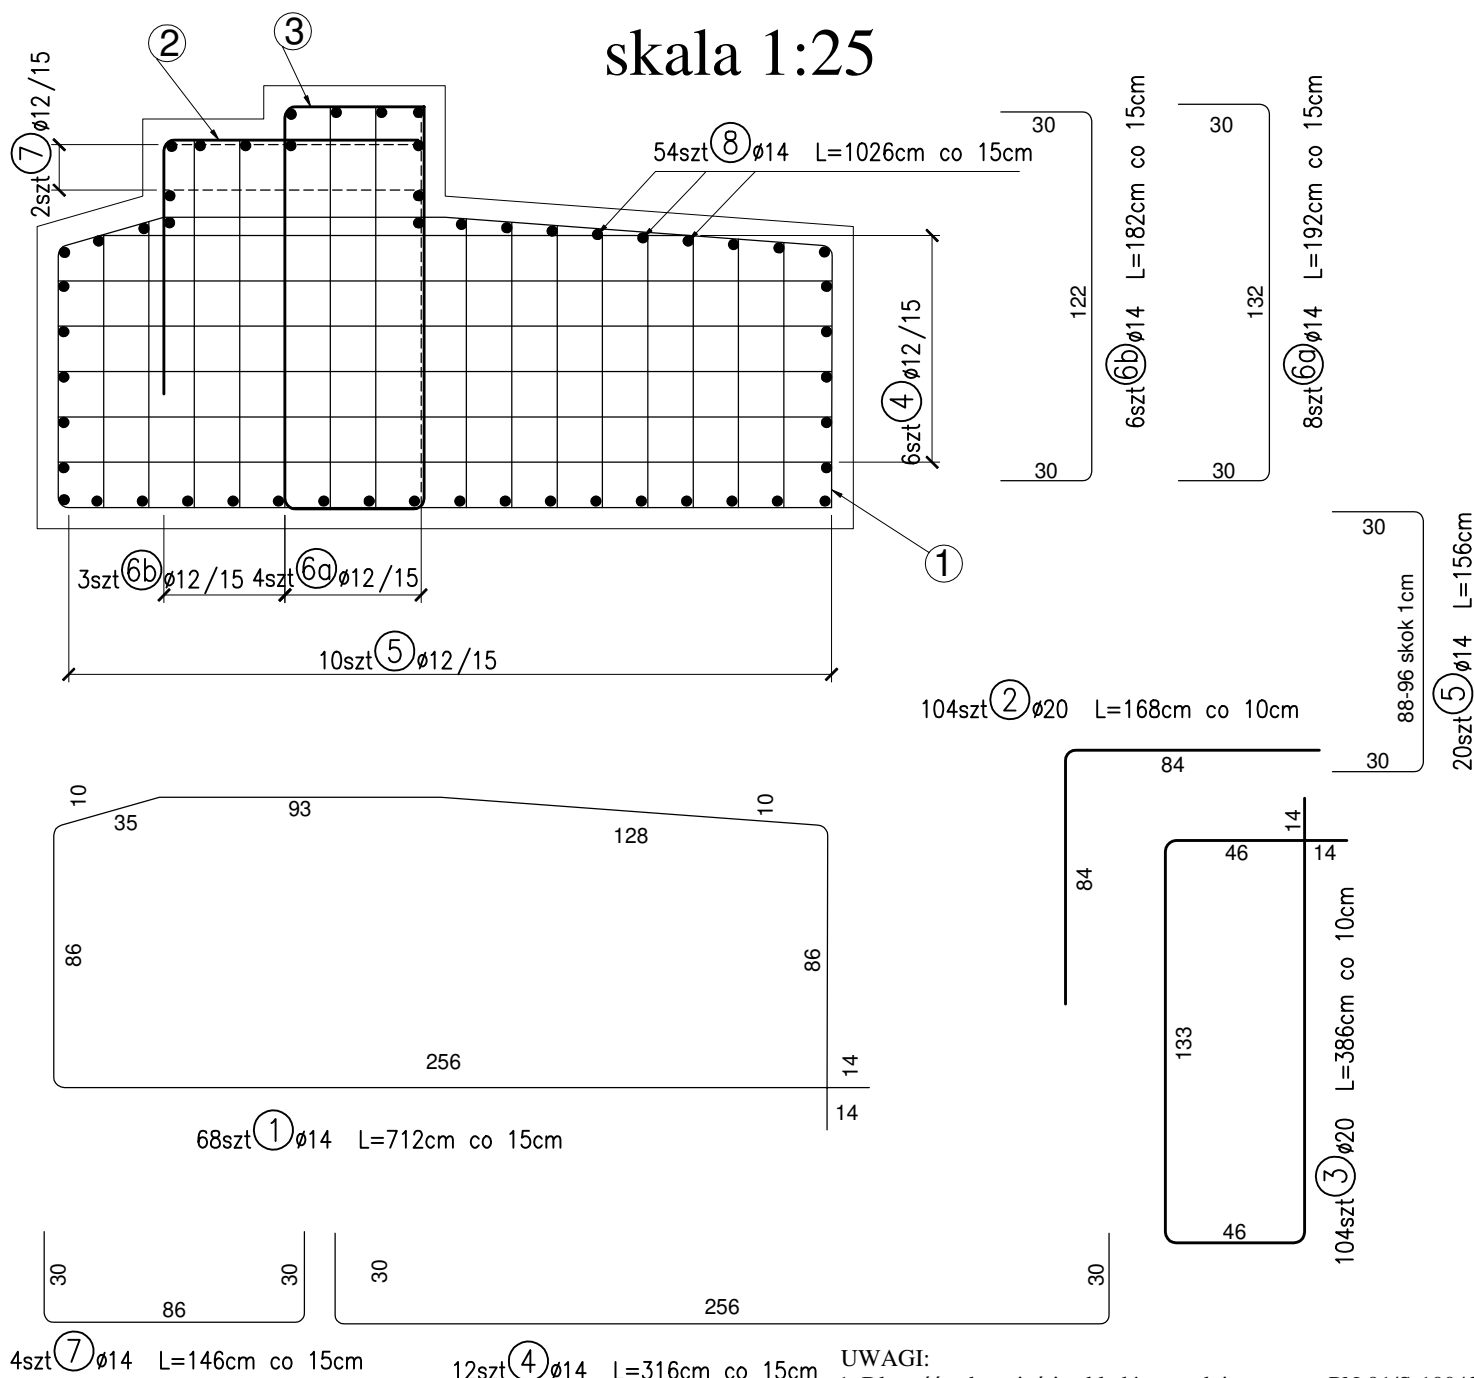 skala 1:25
2
3
2szt 7 ø12/15
54szt 8 ø14 L=1026cm co 15cm
6szt 4 ø12/15
30
122
30
6szt 6b ø14 L=182cm co 15cm
30
132
30
8szt 6a ø14 L=192cm co 15cm
3szt 6b ø12/15
4szt 6a ø12/15
1
10szt 5 ø12/15
30
88-96 skok 1cm
30
20szt 5 ø14 L=156cm
104szt 2 ø20 L=168cm co 10cm
84
84
10
35
93
128
10
86
86
256
14
14
68szt 1 ø14 L=712cm co 15cm
14
46
14
133
46
104szt 3 ø20 L=386cm co 10cm
30
30
86
4szt 7 ø14 L=146cm co 15cm
30
30
256
12szt 4 ø14 L=316cm co 15cm
UWAGI: